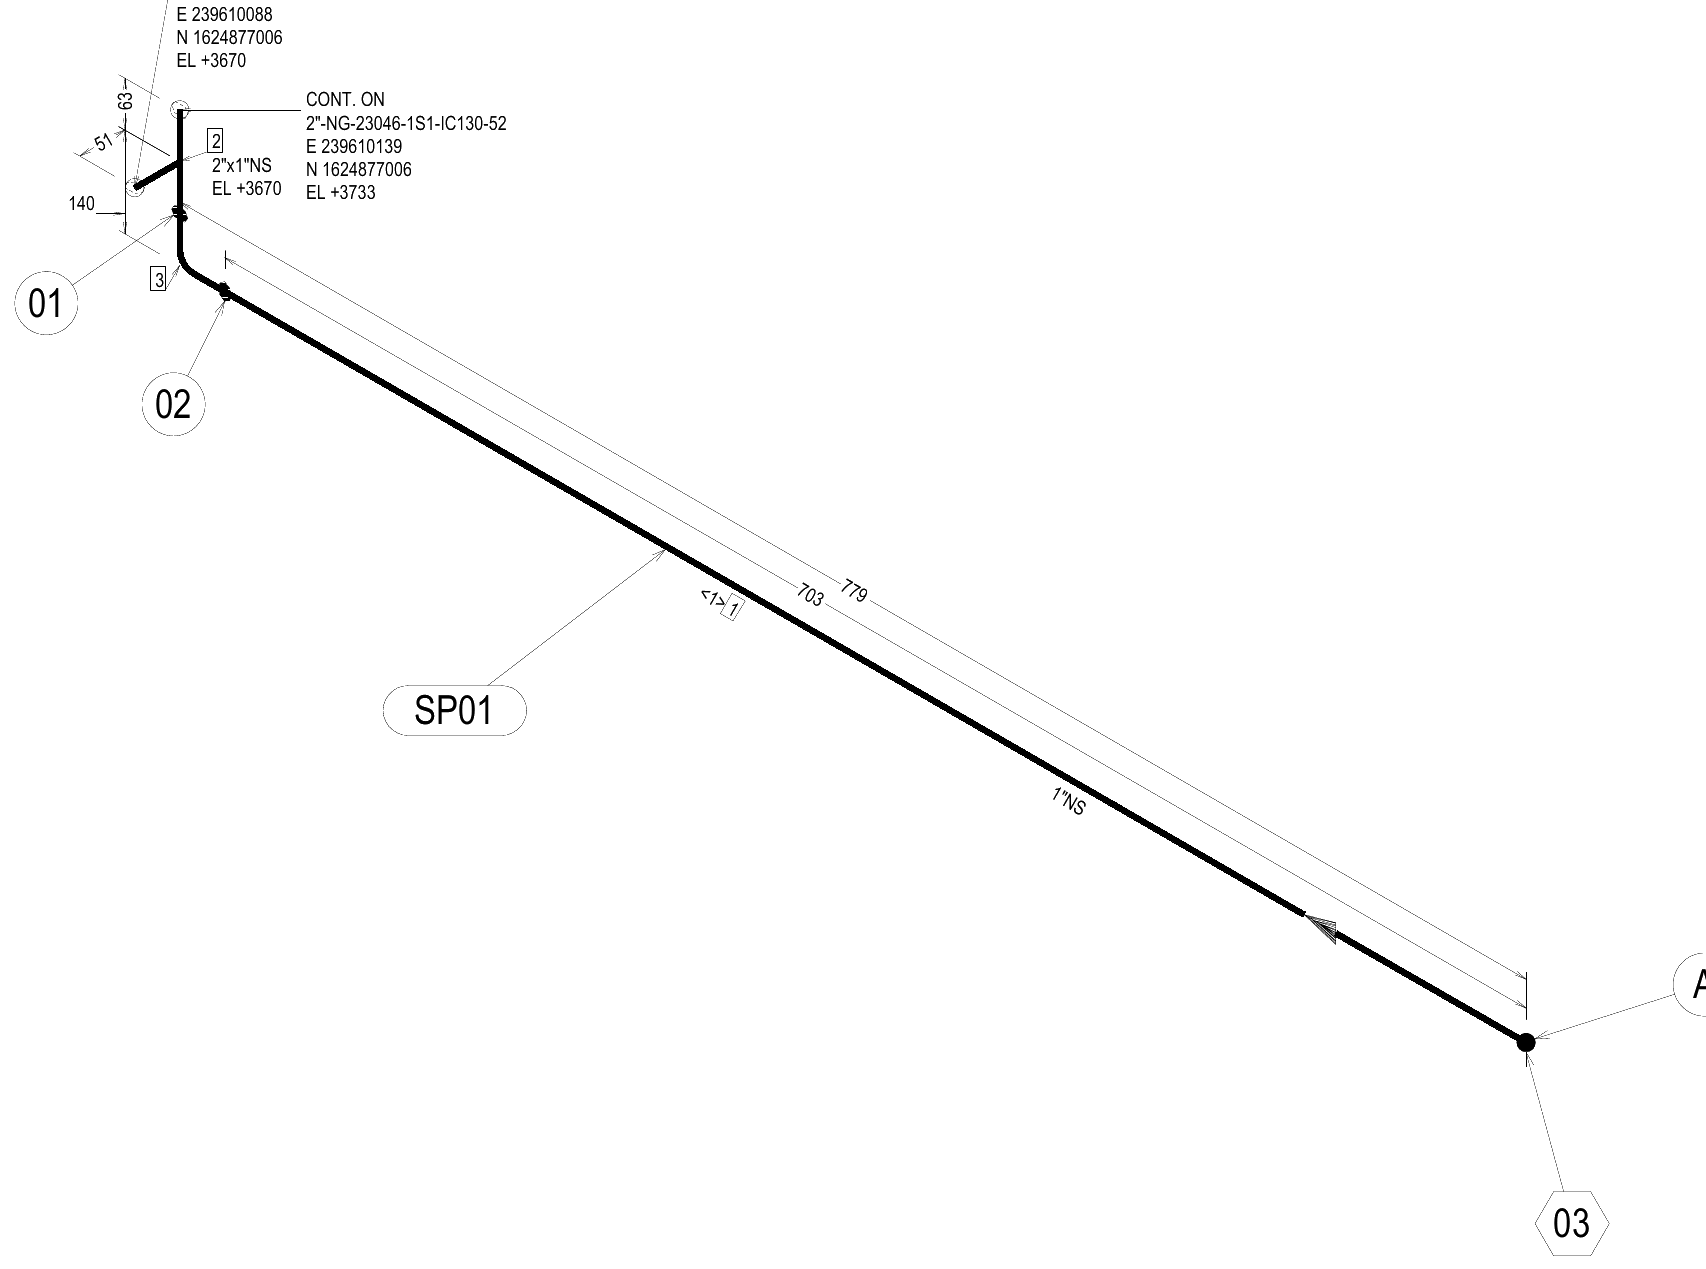 E 239610088
N 1624877006
EL +3670
CONT. ON
2"-NG-23046-1S1-IC130-52
E 239610139
N 1624877006
EL +3733
63
51
2
2"x1"NS
EL +3670
140
3
01
02
779
703
<1> 1
SP01
1"NS
A
03